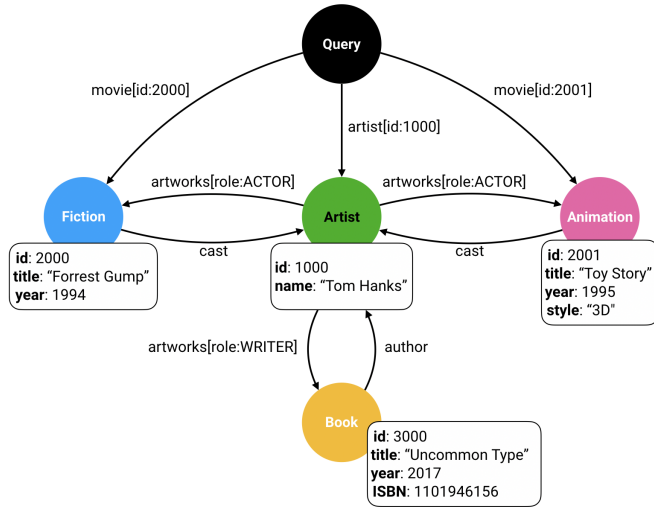 Query
movie[id:2000]
movie[id:2001]
artist[id:1000]
artworks[role:ACTOR]
artworks[role:ACTOR]
Fiction
Artist
Animation
cast
cast
id: 2000
title: “Forrest Gump”
year: 1994
id: 1000
name: “Tom Hanks”
id: 2001
title: “Toy Story”
year: 1995
style: “3D"
artworks[role:WRITER]
author
Book
id: 3000
title: “Uncommon Type”
year: 2017
ISBN: 1101946156